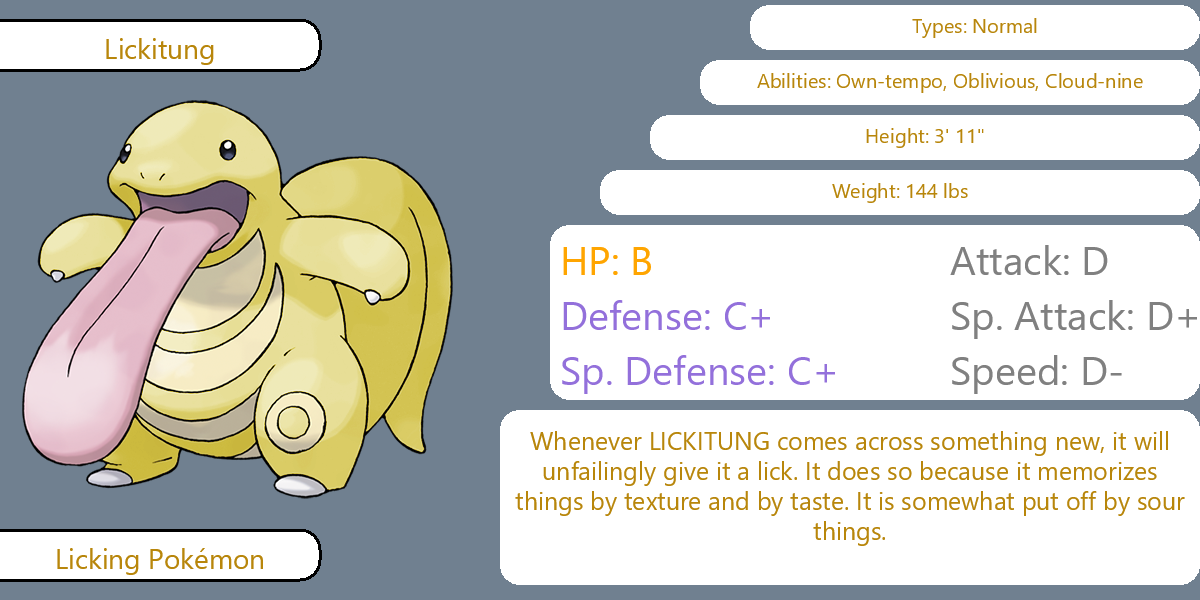 Lickitung
Types: Normal
Abilities: Own-tempo, Oblivious, Cloud-nine
Height: 3' 11"
Weight: 144 lbs
HP: B
Attack: D
Defense: C+
Sp. Attack: D+
Sp. Defense: C+
Speed: D-
Whenever LICKITUNG comes across something new, it will
unfailingly give it a lick. It does so because it memorizes
things by texture and by taste. It is somewhat put off by sour
things.
Licking Pokémon